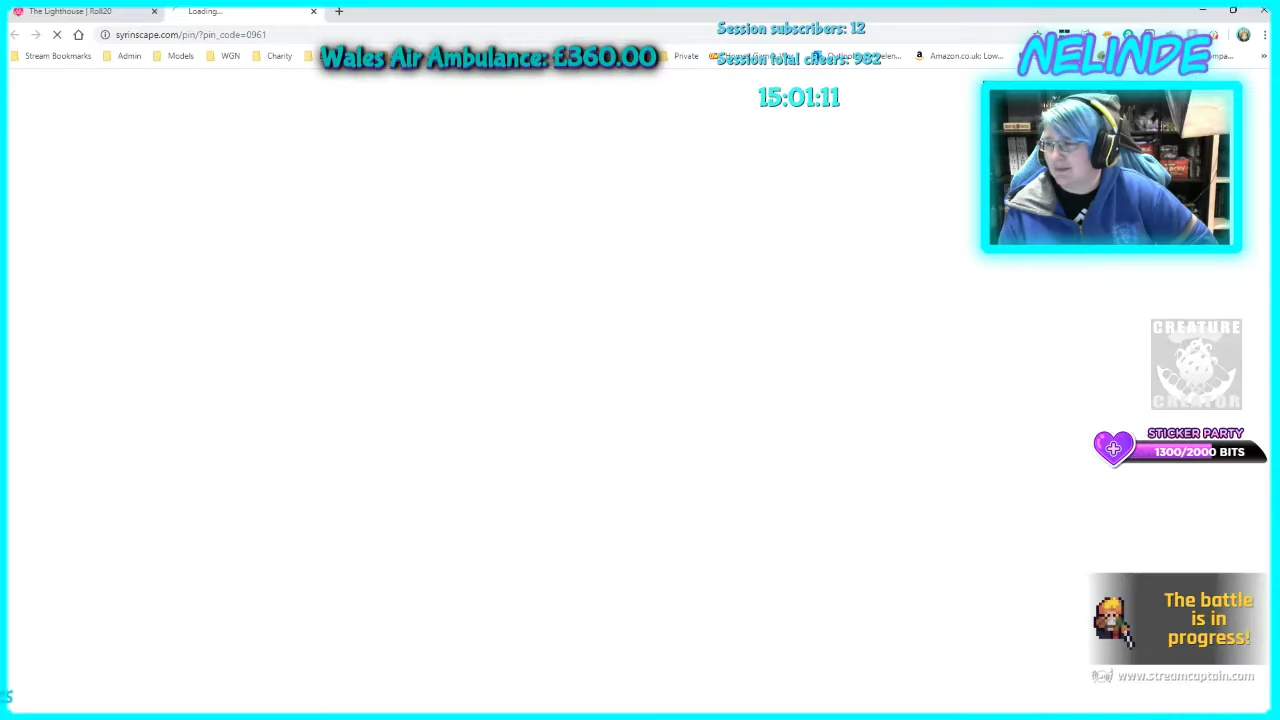 The Lighthouse | Roll20
Loading...
syrinscape.com/pin/?pin_code=0961
Stream Bookmarks
Admin
Models
WGN
Charity
Private
Amazon.co.uk: Low...
Wales Air Ambulance: £360.00
Session subscribers: 12
Session total cheers: 982
15:01:11
NELINDE
CREATURE
CREATOR
STICKER PARTY
1300/2000 BITS
The battle
is in
progress!
www.streamcaptain.com